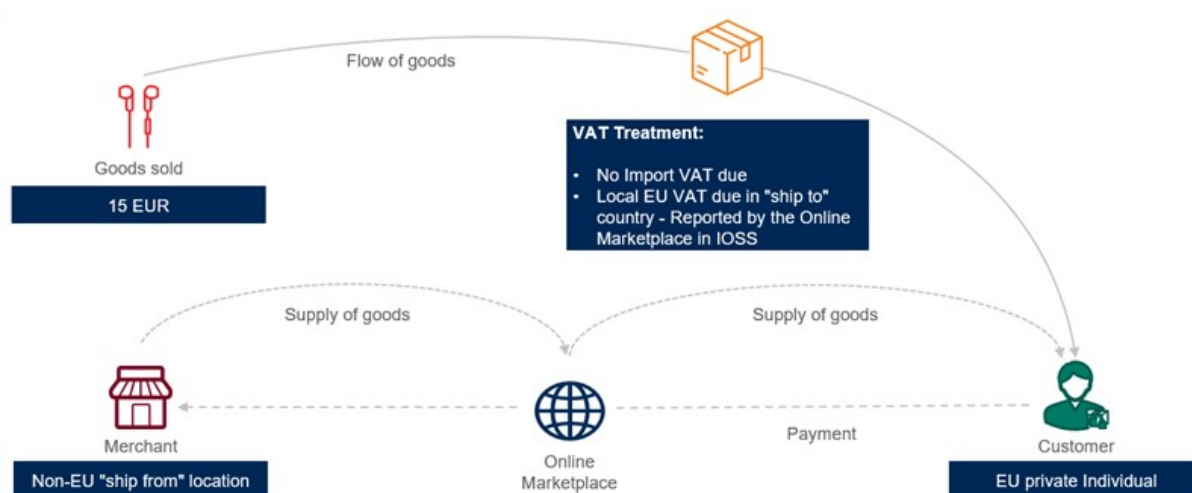 Flow of goods
Goods sold
15 EUR
VAT Treatment:
• No Import VAT due
• Local EU VAT due in "ship to"
country - Reported by the Online
Marketplace in IOSS
Supply of goods
Supply of goods
Merchant
Non-EU "ship from" location
Online
Marketplace
Payment
Customer
EU private Individual